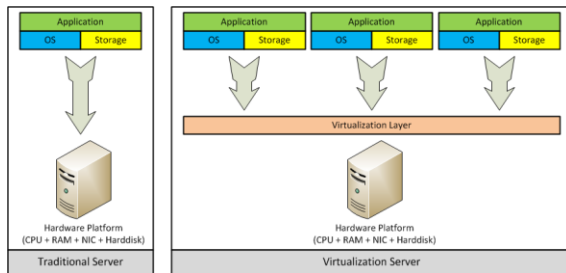 Application
OS Storage
Hardware Platform
(CPU + RAM + NIC + Harddisk)
Traditional Server
Application Application Application
OS Storage OS Storage OS Storage
Virtualization Layer
Hardware Platform
(CPU + RAM + NIC + Harddisk)
Virtualization Server